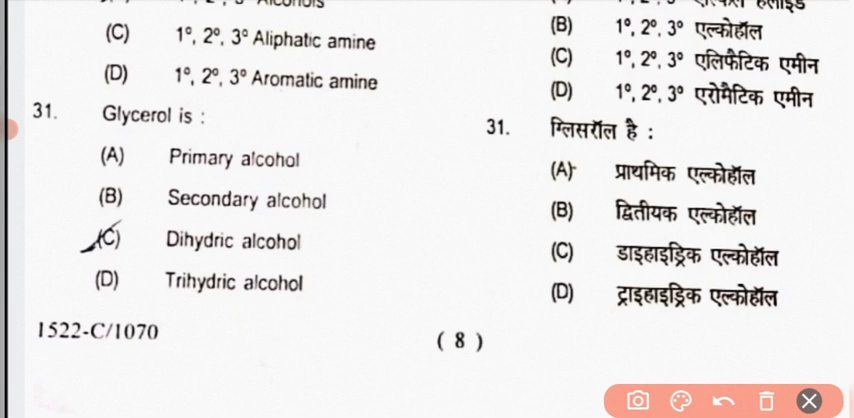 (C) 1°, 2°, 3° Aliphatic amine
(D) 1°, 2°, 3° Aromatic amine
31. Glycerol is :
(A) Primary alcohol
(B) Secondary alcohol
(C) Dihydric alcohol
(D) Trihydric alcohol
1522-C/1070
(B) 1°, 2°, 3° एल्कोहॉल
(C) 1°, 2°, 3° एलिफैटिक एमीन
(D) 1°, 2°, 3° एरोमैटिक एमीन
31. ग्लिसरॉल है :
(A) प्राथमिक एल्कोहॉल
(B) द्वितीयक एल्कोहॉल
(C) डाइहाइड्रिक एल्कोहॉल
(D) ट्राइहाइड्रिक एल्कोहॉल
( 8 )